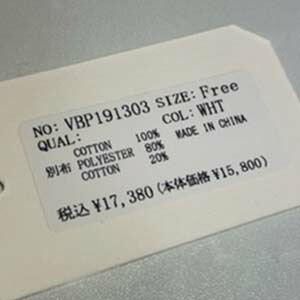 NO: VBP191303 SIZE: Free
QUAL: COL: WHT
COTTON 100% MADE IN CHINA
別布 POLYESTER 80%
COTTON 20%
税込 ¥17,380(本体価格 ¥15,800)